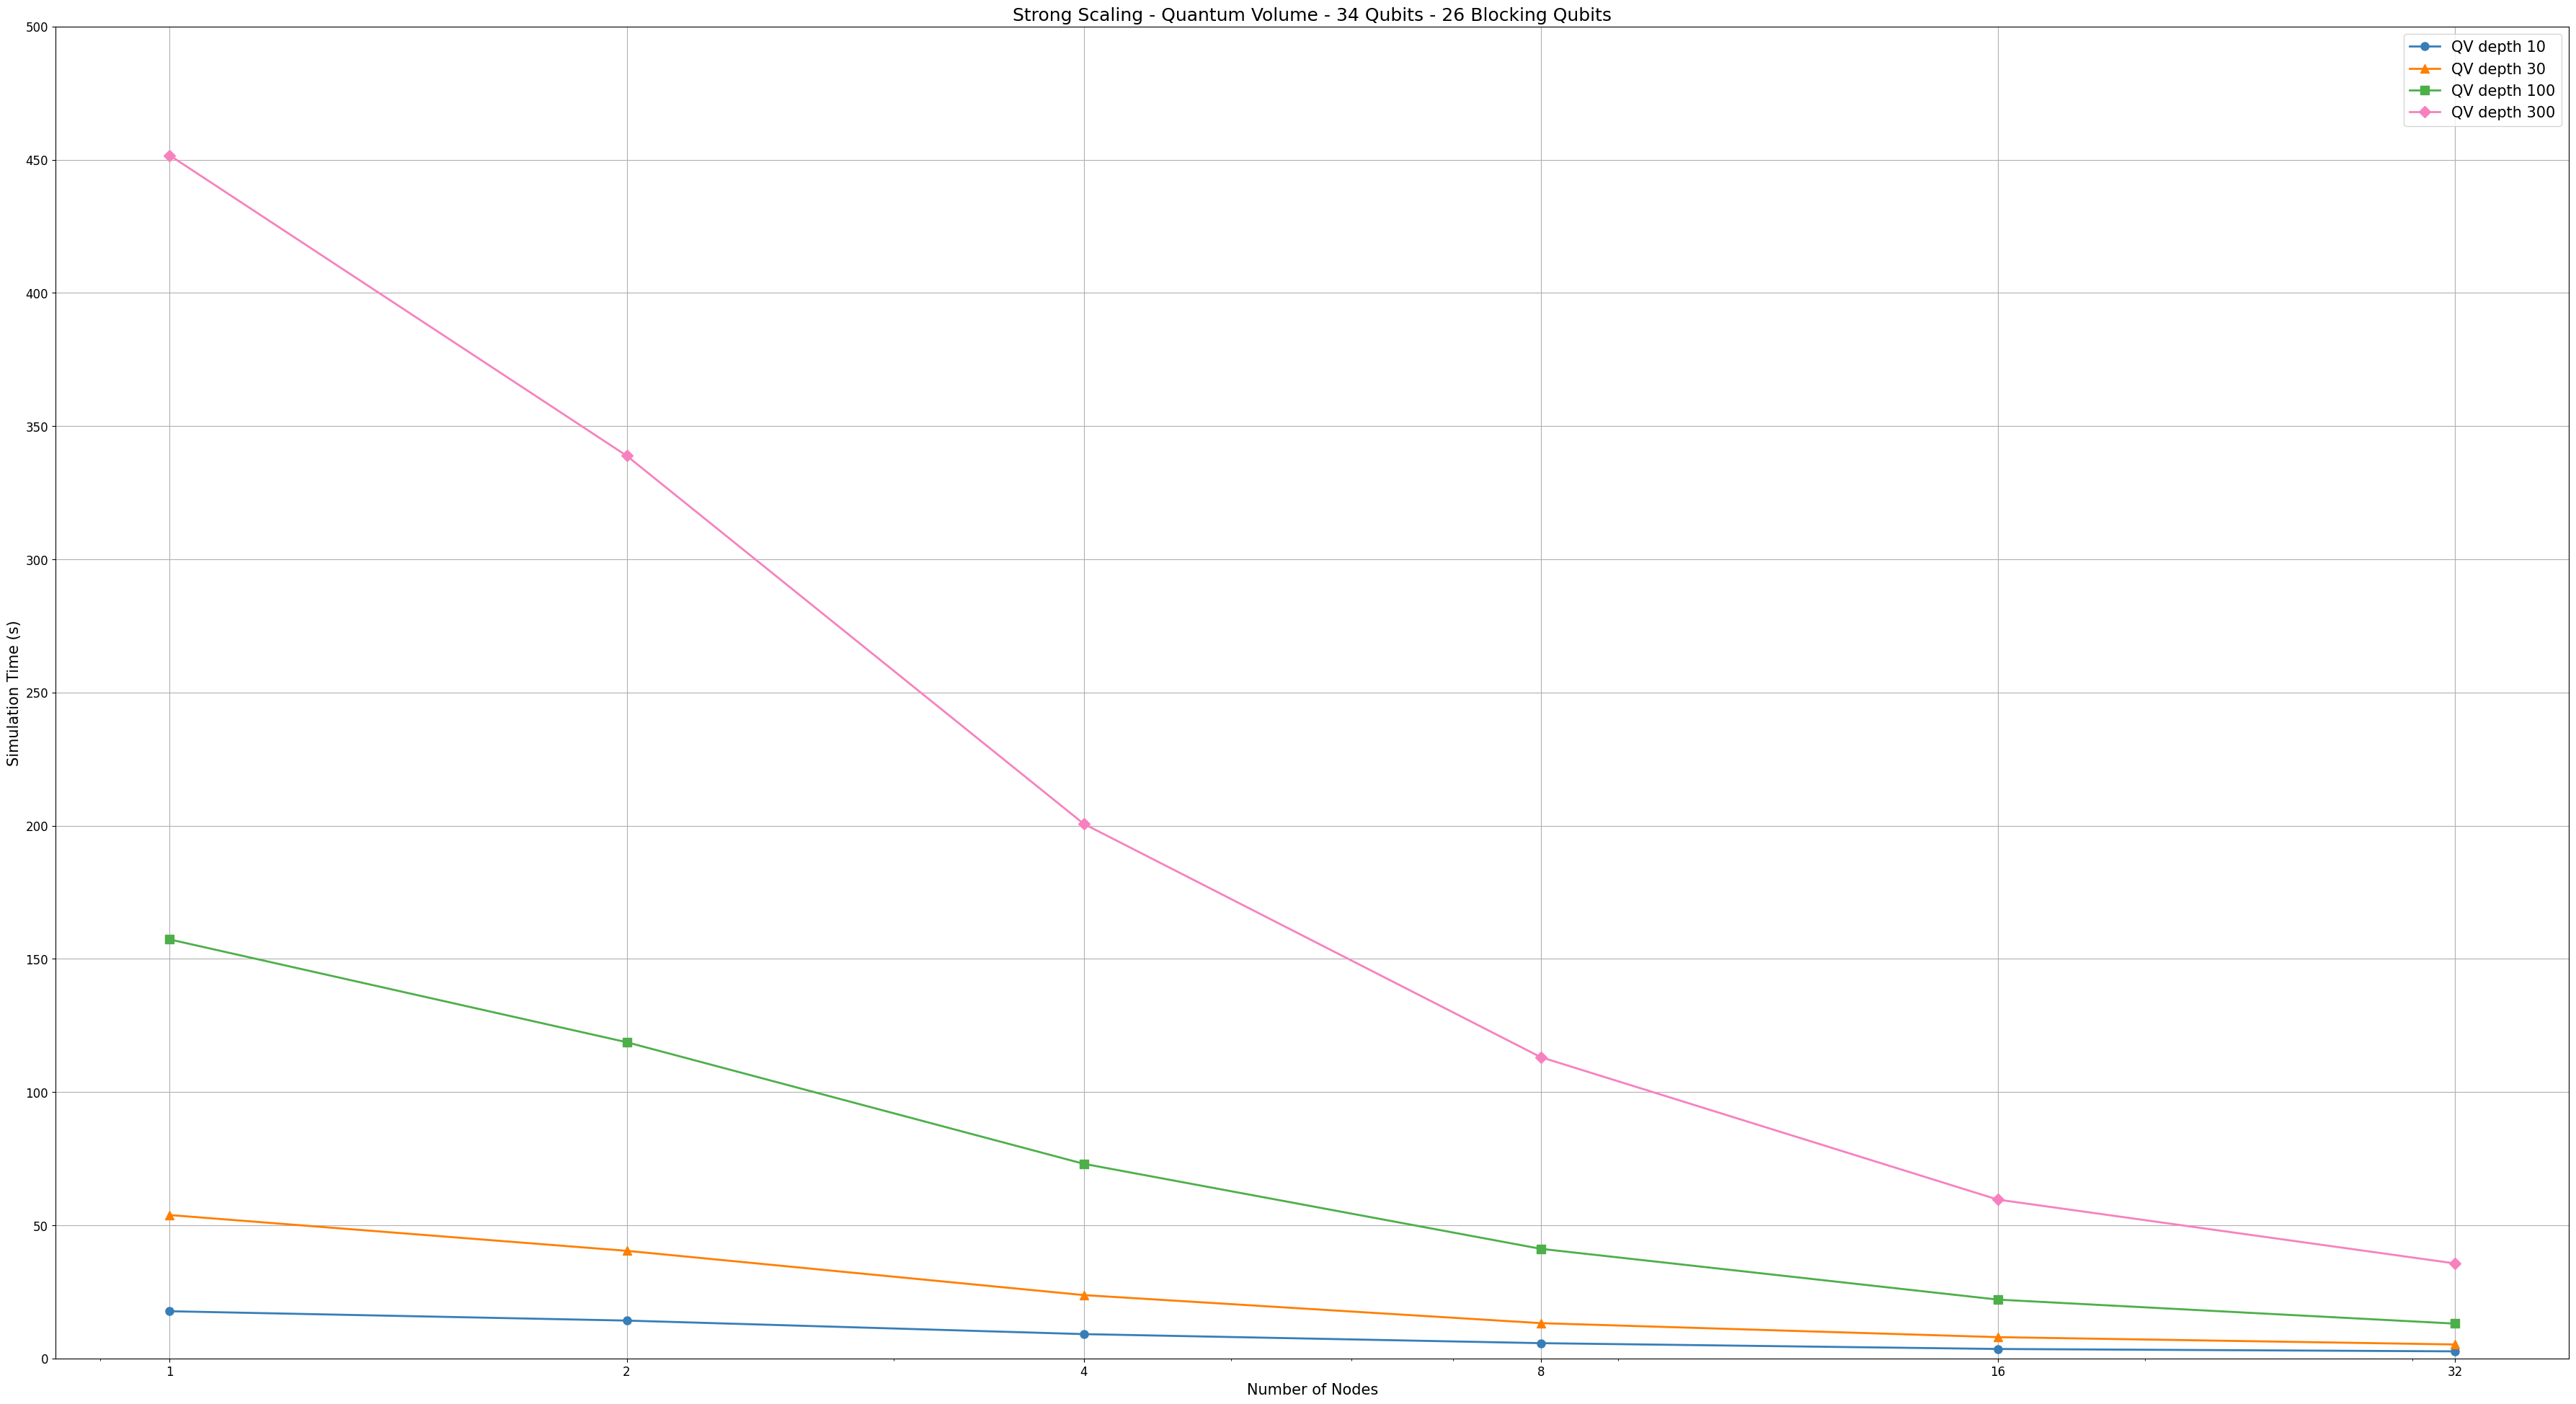 Strong Scaling - Quantum Volume - 34 Qubits - 26 Blocking Qubits
500
450
400
350
300
250
200
150
100
50
0
Simulation Time (s)
QV depth 10
QV depth 30
QV depth 100
QV depth 300
1 2 4 8 16 32
Number of Nodes